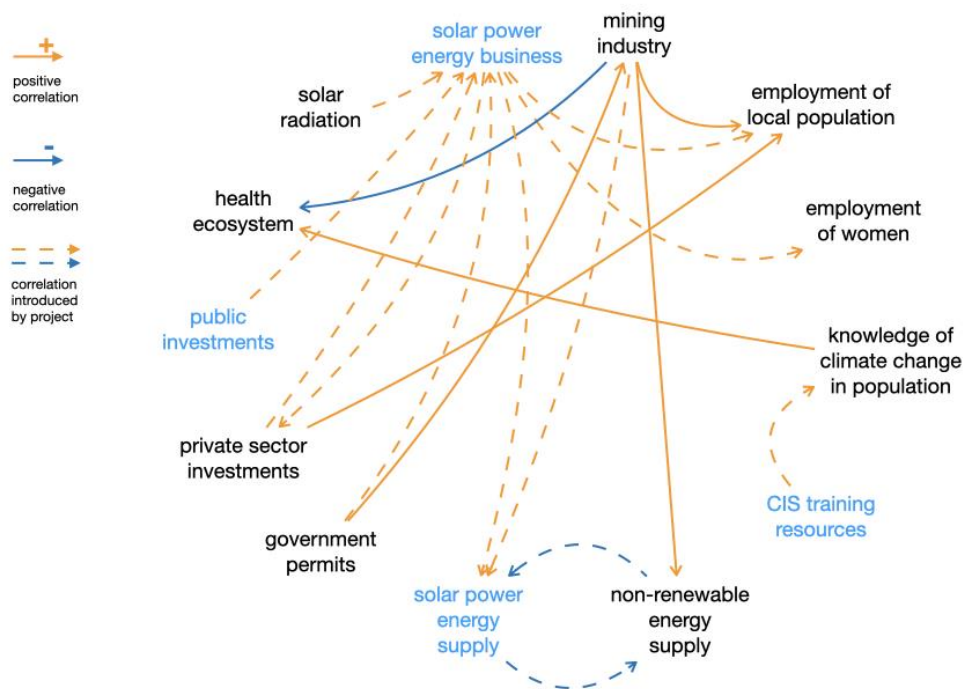 +
positive
correlation
-
negative
correlation
correlation
introduced
by project
solar power
energy business
mining
industry
solar
radiation
employment of
local population
health
ecosystem
employment
of women
public
investments
knowledge of
climate change
in population
private sector
investments
CIS training
resources
government
permits
solar power
energy
supply
non-renewable
energy
supply